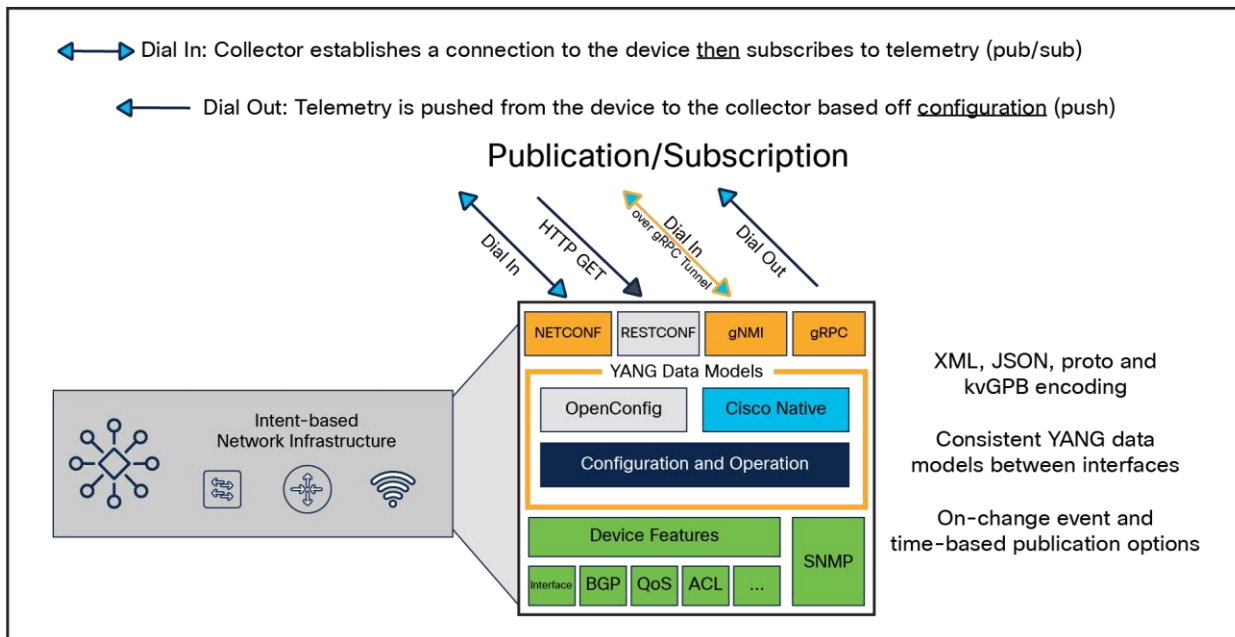 Dial In: Collector establishes a connection to the device then subscribes to telemetry (pub/sub)
Dial Out: Telemetry is pushed from the device to the collector based off configuration (push)
Publication/Subscription
Dial In
HTTP GET
Dial In
over gRPC Tunnel
Dial Out
NETCONF
RESTCONF
gNMI
gRPC
YANG Data Models
OpenConfig
Cisco Native
Configuration and Operation
Intent-based
Network Infrastructure
Device Features
SNMP
Interface
BGP
QoS
ACL
...
XML, JSON, proto and
kvGPB encoding
Consistent YANG data
models between interfaces
On-change event and
time-based publication options